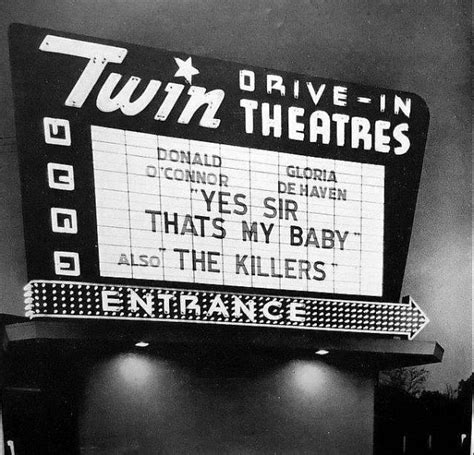 Twin DRIVE-IN
THEATRES
DONALD O'CONNOR
GLORIA DE HAVEN
"YES SIR
THATS MY BABY"
ALSO "THE KILLERS"
ENTRANCE